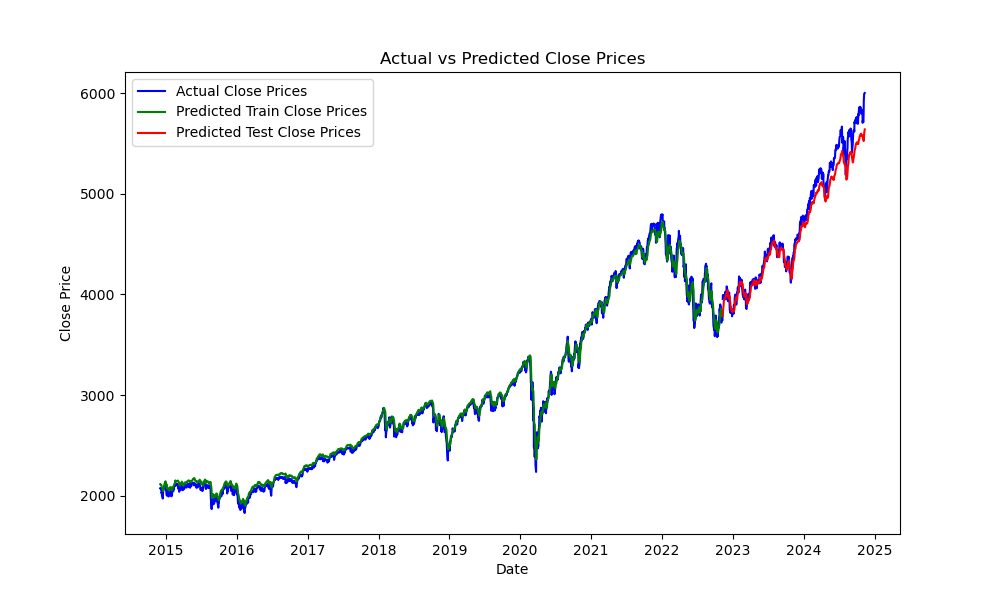 Actual vs Predicted Close Prices
Actual Close Prices
Predicted Train Close Prices
Predicted Test Close Prices
6000
5000
4000
3000
2000
Close Price
2015 2016 2017 2018 2019 2020 2021 2022 2023 2024 2025
Date